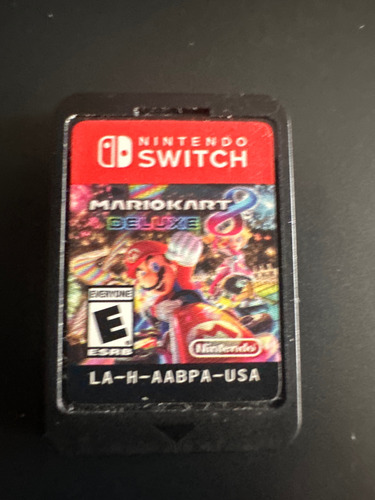 NINTENDO
SWITCH
MARIOKART 8
DELUXE
EVERYONE
E
ESRB
M
Nintendo
LA-H-AABPA-USA